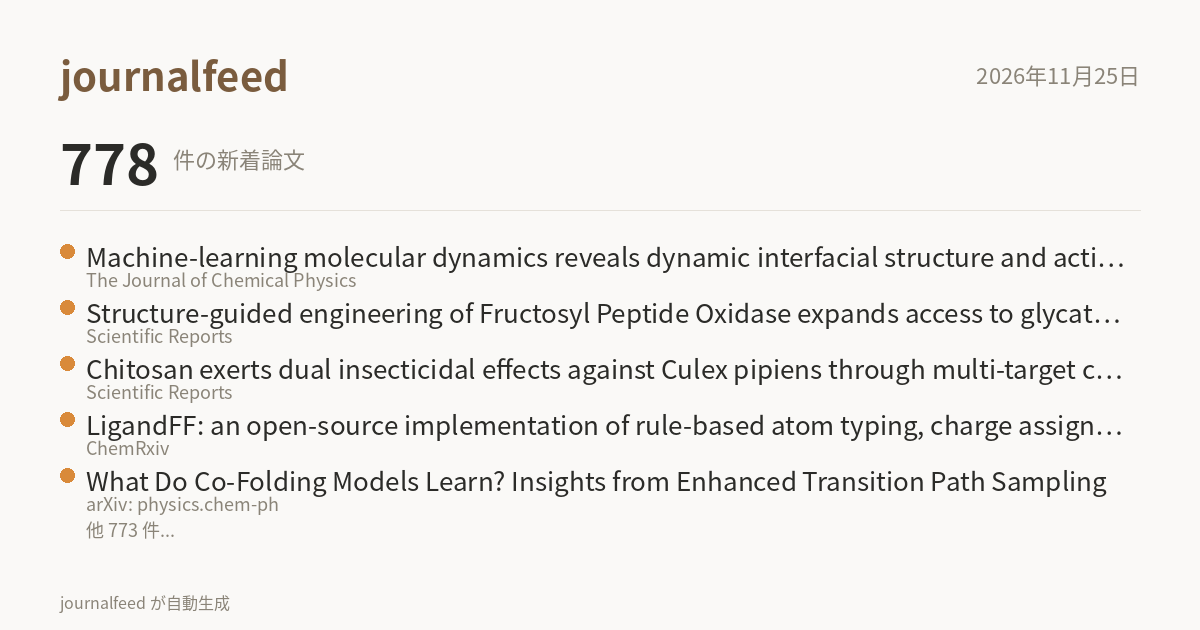 journalfeed
2026年11月25日
778 件の新着論文
Machine-learning molecular dynamics reveals dynamic interfacial structure and acti…
The Journal of Chemical Physics
Structure-guided engineering of Fructosyl Peptide Oxidase expands access to glycat…
Scientific Reports
Chitosan exerts dual insecticidal effects against Culex pipiens through multi-target c…
Scientific Reports
LigandFF: an open-source implementation of rule-based atom typing, charge assign…
ChemRxiv
What Do Co-Folding Models Learn? Insights from Enhanced Transition Path Sampling
arXiv: physics.chem-ph
他 773 件...
journalfeed が自動生成